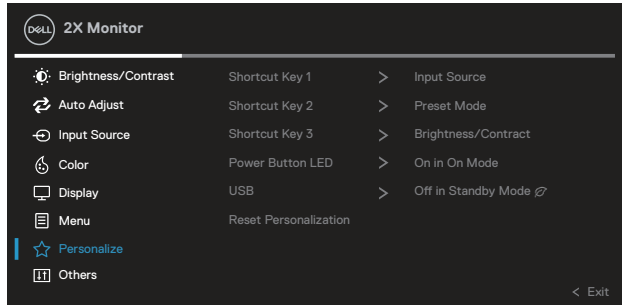 DELL 2X Monitor
Brightness/Contrast Shortcut Key 1 > Input Source
Auto Adjust Shortcut Key 2 > Preset Mode
Input Source Shortcut Key 3 > Brightness/Contract
Color Power Button LED > On in On Mode
Display USB > Off in Standby Mode
Menu Reset Personalization
Personalize
Others
< Exit